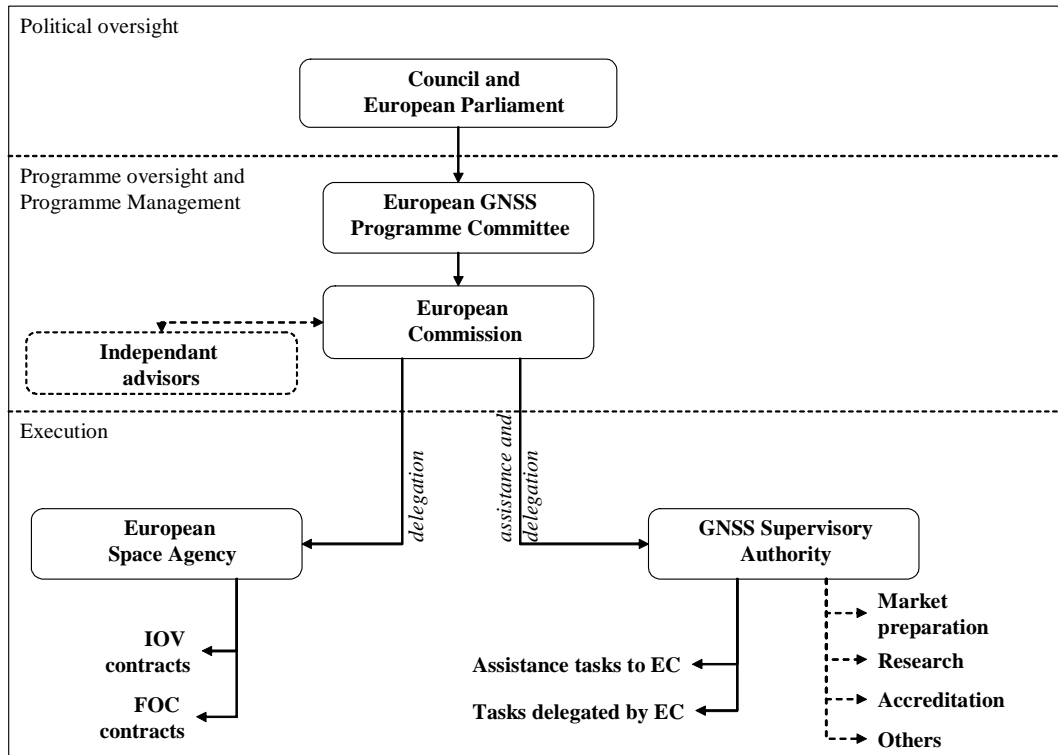 Political oversight
Council and
European Parliament
Programme oversight and
Programme Management
European GNSS
Programme Committee
European
Commission
Independant
advisors
Execution
delegation
assistance and
delegation
European
Space Agency
GNSS Supervisory
Authority
IOV
contracts
FOC
contracts
Assistance tasks to EC
Tasks delegated by EC
Market
preparation
Research
Accreditation
Others